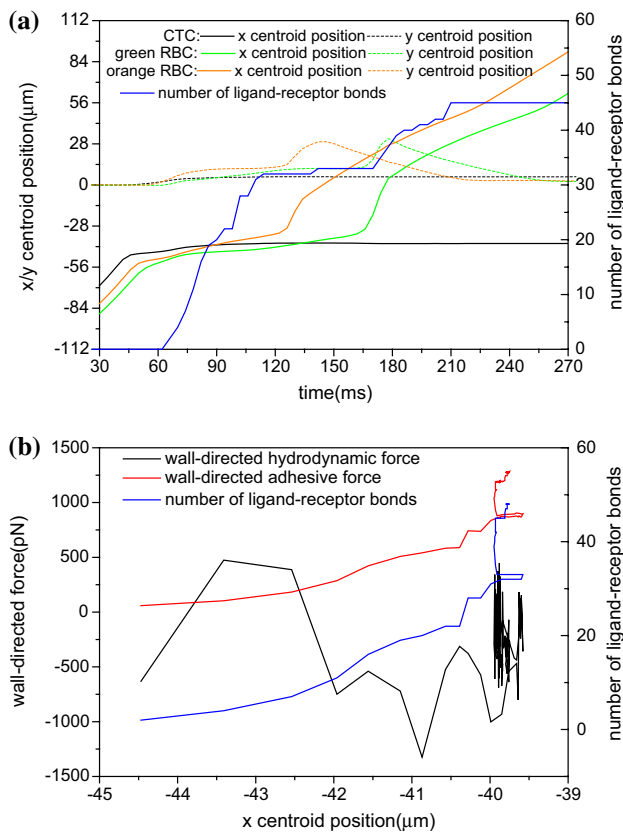 (a)
112
84
56
28
0
-28
-56
-84
-112
x/y centroid position(μm)
CTC: x centroid position y centroid position
green RBC: x centroid position y centroid position
orange RBC: x centroid position y centroid position
number of ligand-receptor bonds
60
50
40
30
20
10
0
number of ligand-receptor bonds
30 60 90 120 150 180 210 240 270
time(ms)
(b)
1500
1000
500
0
-500
-1000
-1500
wall-directed force(pN)
wall-directed hydrodynamic force
wall-directed adhesive force
number of ligand-receptor bonds
60
50
40
30
20
10
0
number of ligand-receptor bonds
-45 -44 -43 -42 -41 -40 -39
x centroid position(μm)